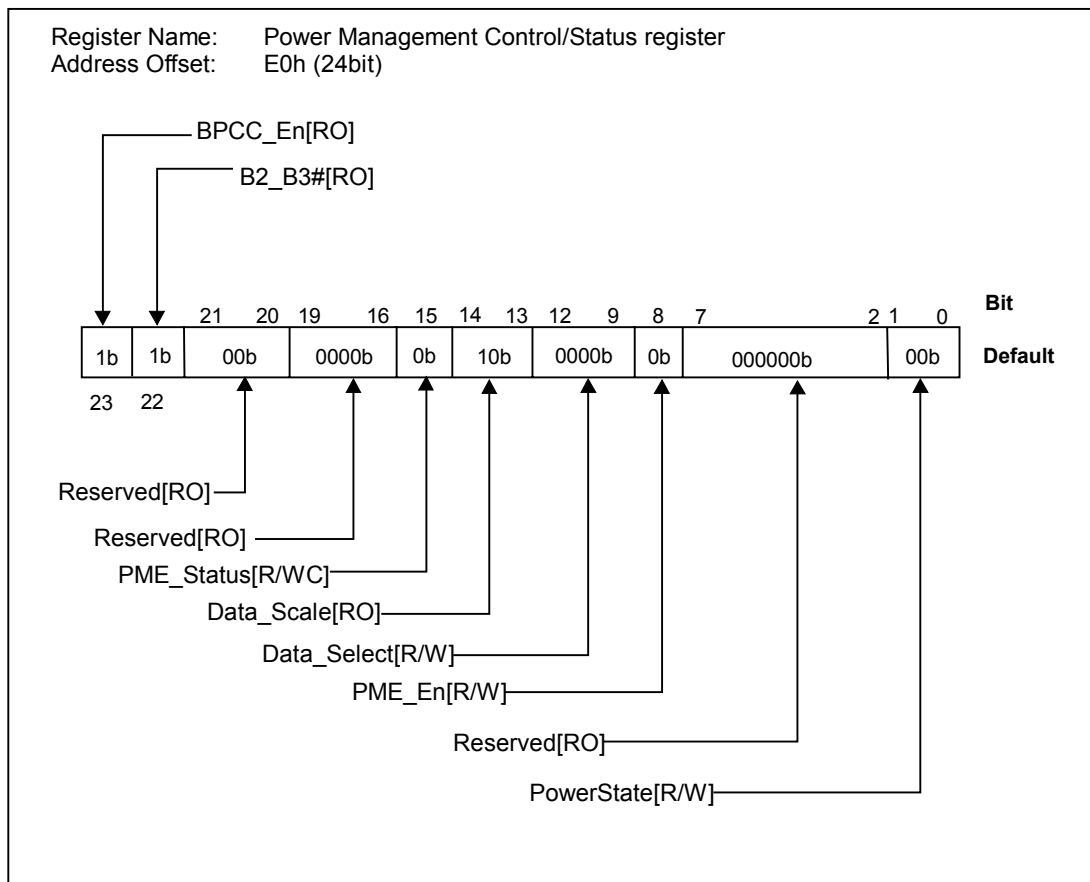 Register Name: Power Management Control/Status register
Address Offset: E0h (24bit)
BPCC_En[RO]
B2_B3#[RO]
21 20 19 16 15 14 13 12 9 8 7 2 1 0 Bit
1b 1b 00b 0000b 0b 10b 0000b 0b 000000b 00b Default
23 22
Reserved[RO]
Reserved[RO]
PME_Status[R/WC]
Data_Scale[RO]
Data_Select[R/W]
PME_En[R/W]
Reserved[RO]
PowerState[R/W]